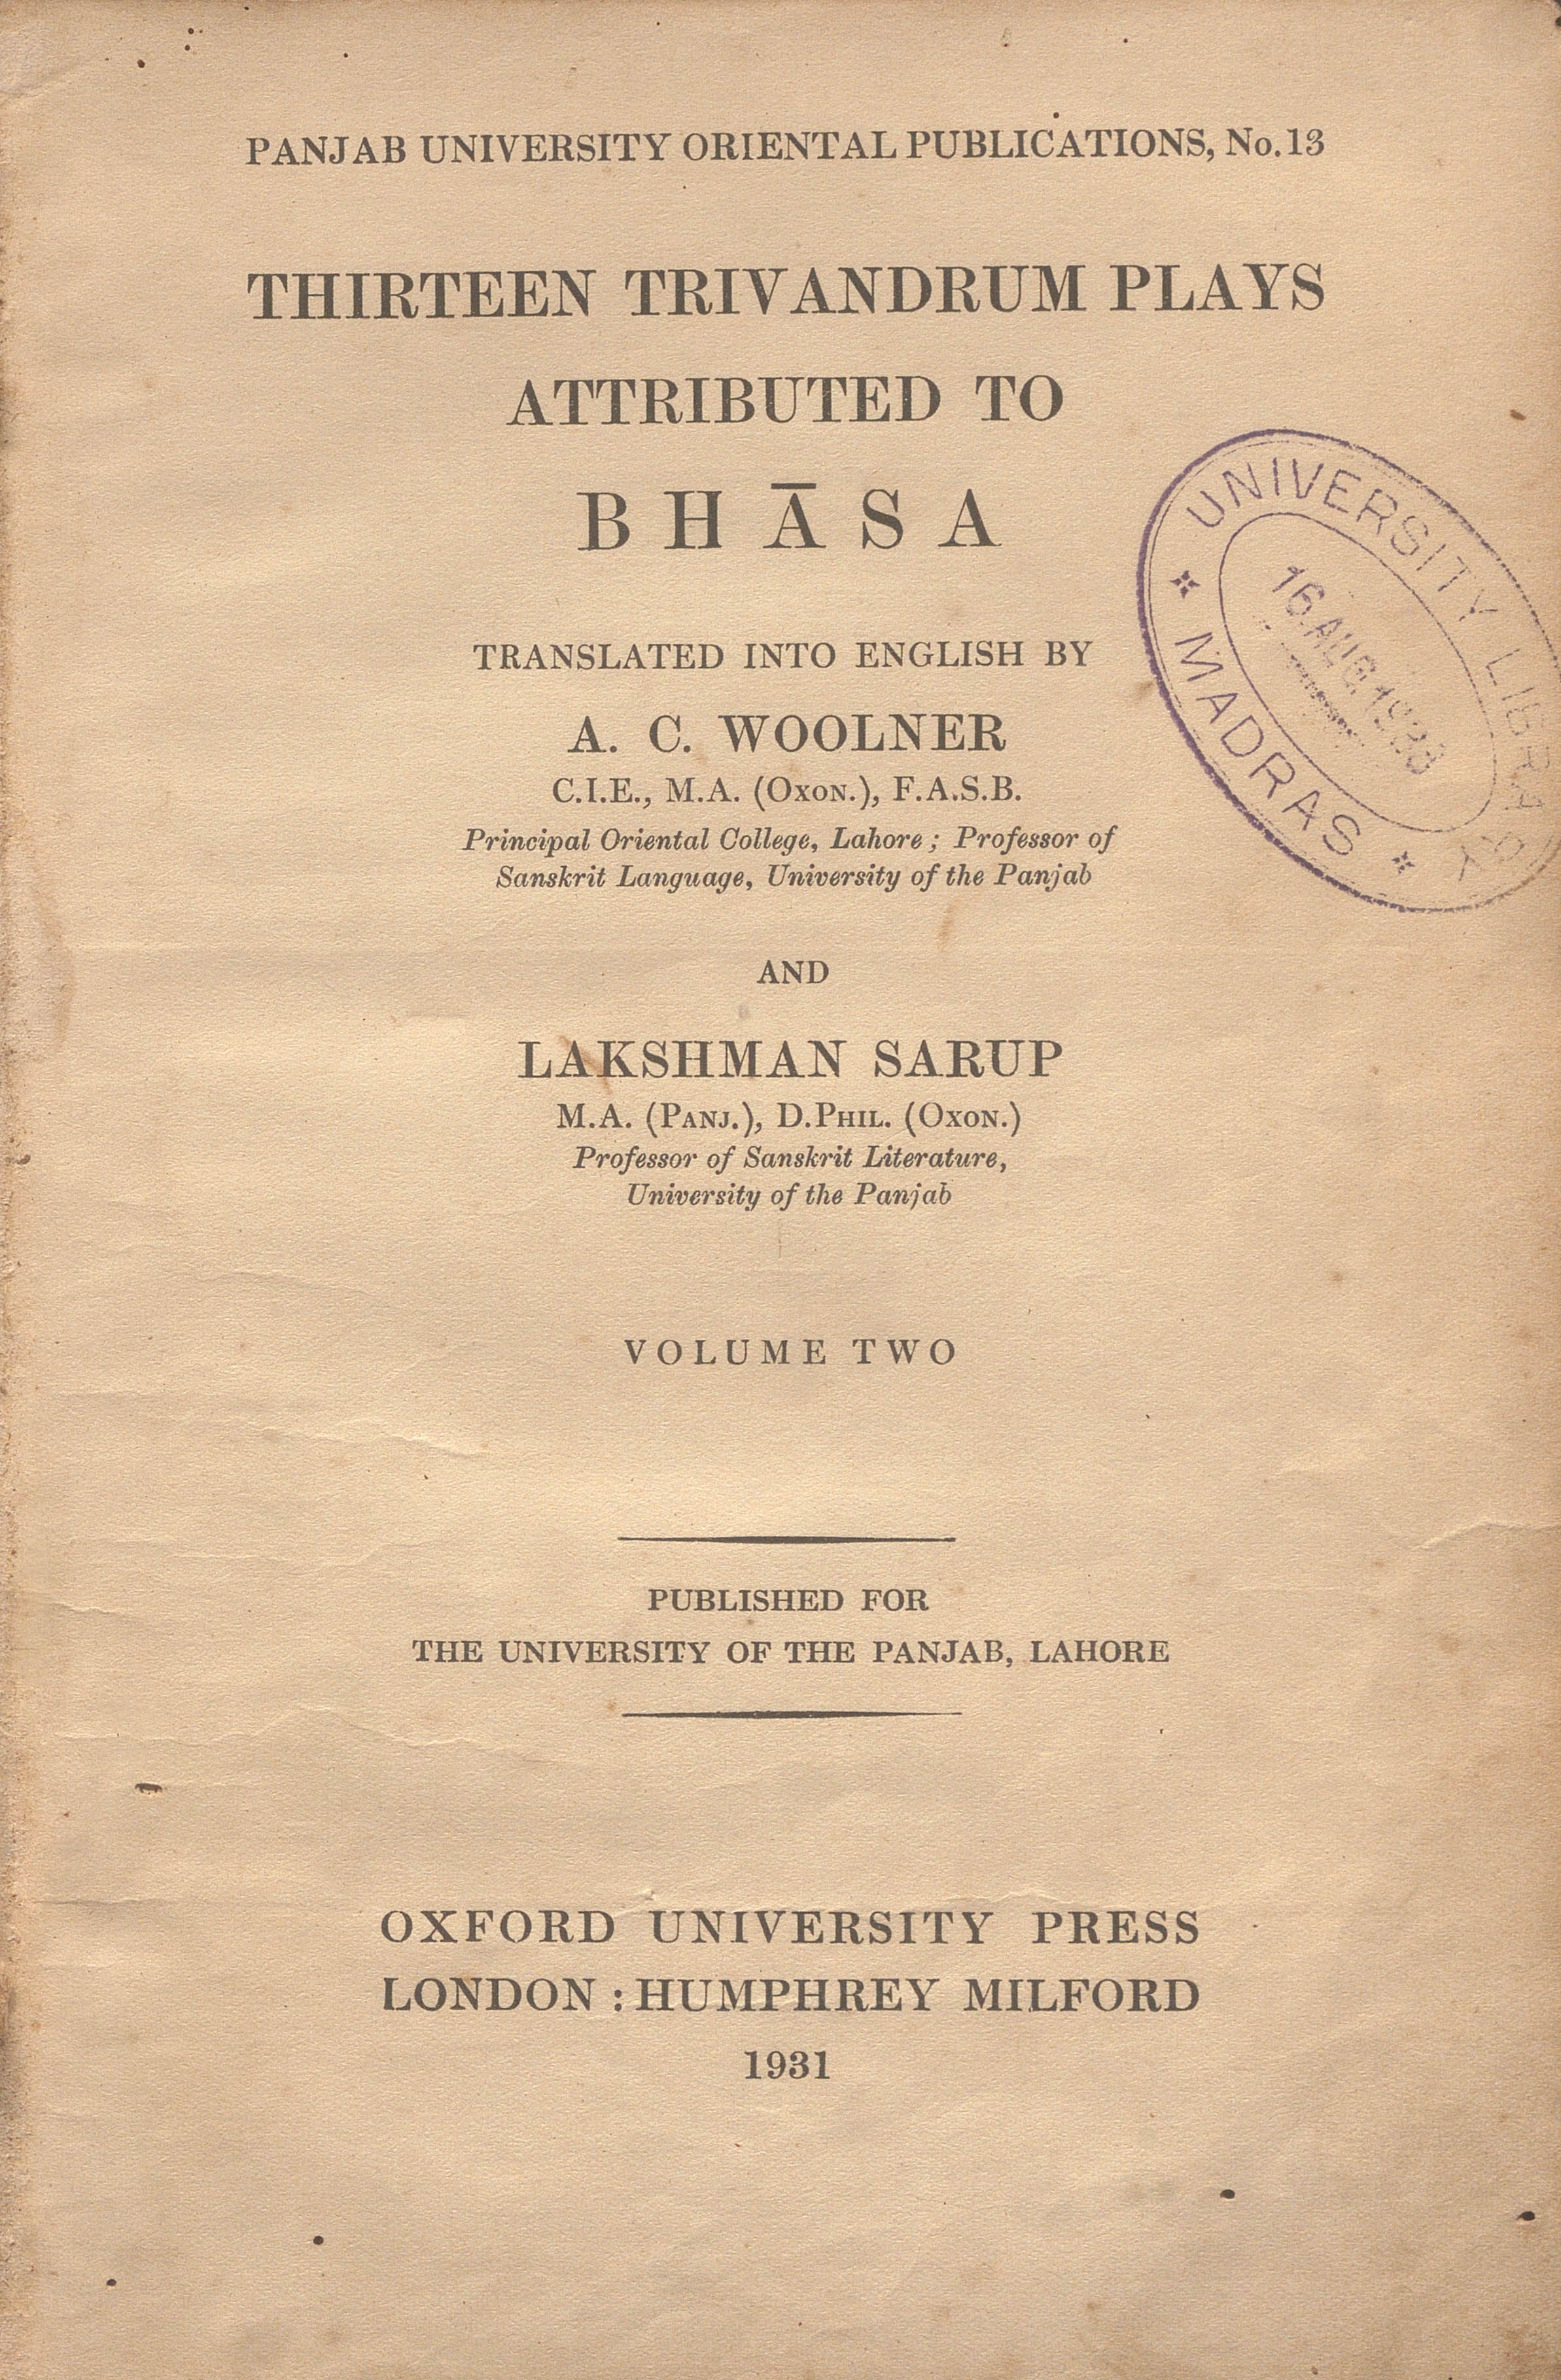 PANJAB UNIVERSITY ORIENTAL PUBLICATIONS, No. 13
THIRTEEN TRIVANDRUM PLAYS
ATTRIBUTED TO
BHĀSA
TRANSLATED INTO ENGLISH BY
A. C. WOOLNER
C.I.E., M.A. (OXON.), F.A.S.B.
Principal Oriental College, Lahore; Professor of
Sanskrit Language, University of the Panjab
AND
LAKSHMAN SARUP
M.A. (PANJ.), D.PHIL. (OXON.)
Professor of Sanskrit Literature,
University of the Panjab
VOLUME TWO
PUBLISHED FOR
THE UNIVERSITY OF THE PANJAB, LAHORE
OXFORD UNIVERSITY PRESS
LONDON : HUMPHREY MILFORD
1931
UNIVERSITY LIBRARY
16 AUG
MADRAS